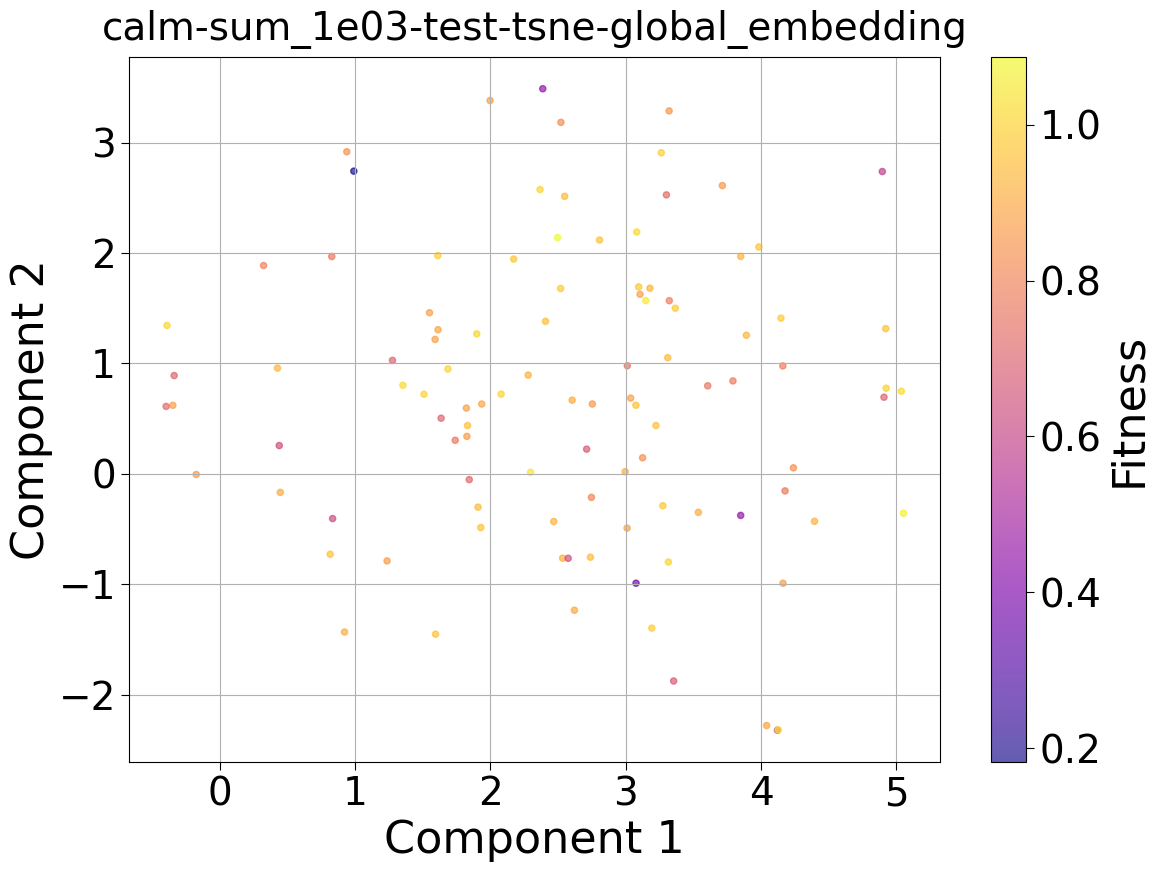 calm-sum_1e03-test-tsne-global_embedding
3
2
1
0
−1
−2
Component 2
0 1 2 3 4 5
Component 1
1.0
0.8
0.6
0.4
0.2
Fitness